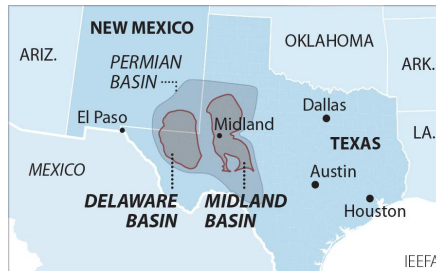 NEW MEXICO
OKLAHOMA
ARIZ.
PERMIAN
BASIN
ARK.
Dallas
El Paso
Midland
LA.
TEXAS
MEXICO
Austin
DELAWARE
BASIN
MIDLAND
BASIN
Houston
IEEFA